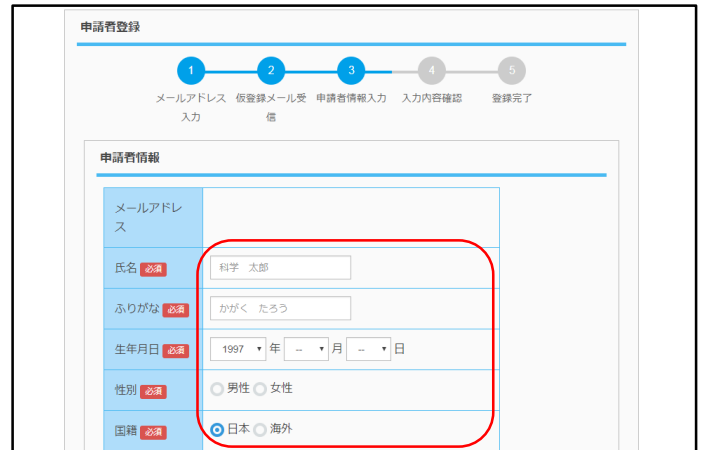 申請者登録
1 2 3 4 5
メールアドレス 仮登録メール受 申請者情報入力 入力内容確認 登録完了
入力 信
申請者情報
メールアドレ
ス
氏名 必須 科学 太郎
ふりがな 必須 かがく たろう
生年月日 必須 1997 年 -- 月 -- 日
性別 必須 男性 女性
国籍 必須 日本 海外